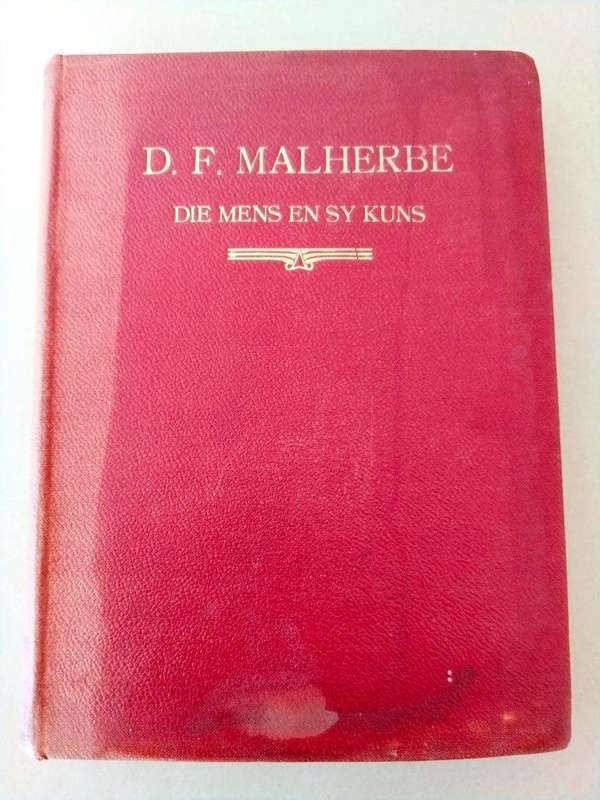 D. F. MALHERBE
DIE MENS EN SY KUNS